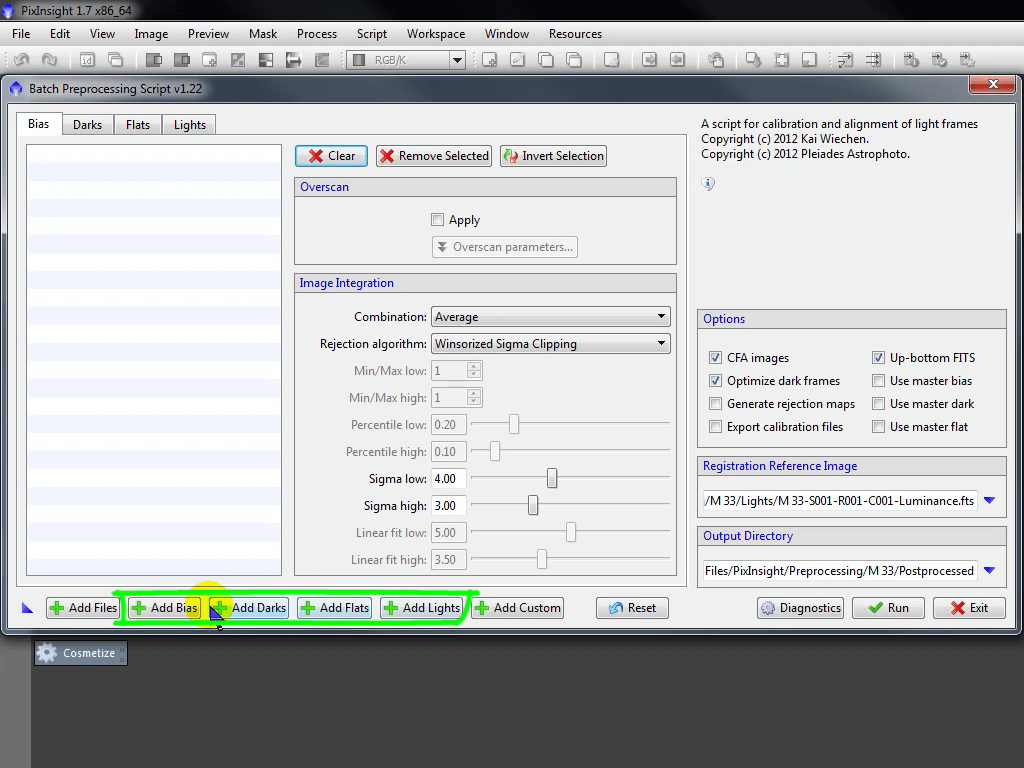 PixInsight 1.7 x86_64
File Edit View Image Preview Mask Process Script Workspace Window Resources
RGB/K
Batch Preprocessing Script v1.22
Bias Darks Flats Lights
Clear Remove Selected Invert Selection
Overscan
Apply
Overscan parameters...
Image Integration
Combination: Average
Rejection algorithm: Winsorized Sigma Clipping
Min/Max low: 1
Min/Max high: 1
Percentile low: 0.20
Percentile high: 0.10
Sigma low: 4.00
Sigma high: 3.00
Linear fit low: 5.00
Linear fit high: 3.50
A script for calibration and alignment of light frames
Copyright (c) 2012 Kai Wiechen.
Copyright (c) 2012 Pleiades Astrophoto.
Options
CFA images Up-bottom FITS
Optimize dark frames Use master bias
Generate rejection maps Use master dark
Export calibration files Use master flat
Registration Reference Image
/M 33/Lights/M 33-S001-R001-C001-Luminance.fts
Output Directory
Files/PixInsight/Preprocessing/M 33/Postprocessed
Add Files Add Bias Add Darks Add Flats Add Lights Add Custom Reset Diagnostics Run Exit
Cosmetize